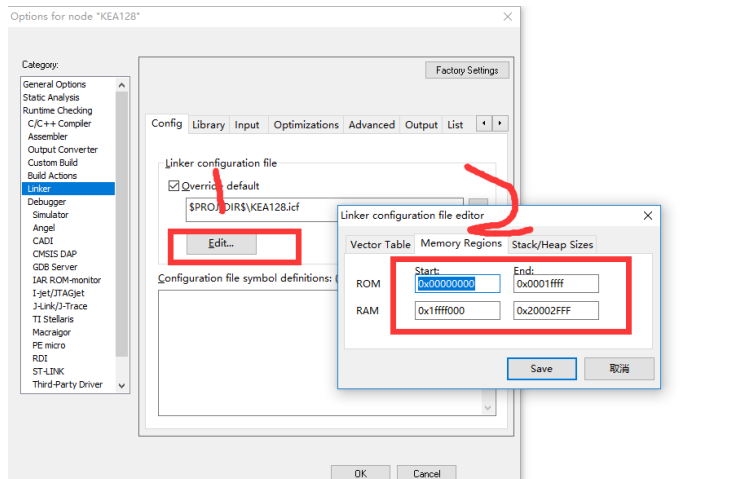 Options for node "KEA128"
Category:
General Options
Static Analysis
Runtime Checking
C/C++ Compiler
Assembler
Output Converter
Custom Build
Build Actions
Linker
Debugger
Simulator
Angel
CADI
CMSIS DAP
GDB Server
IAR ROM-monitor
I-jet/JTAGjet
J-Link/J-Trace
TI Stellaris
Macraigor
PE micro
RDI
ST-LINK
Third-Party Driver
Factory Settings
Config Library Input Optimizations Advanced Output List
Linker configuration file
Override default
$PROJ_DIR$\KEA128.icf
Edit...
Configuration file symbol definitions: (
Linker configuration file editor
Vector Table Memory Regions Stack/Heap Sizes
Start: End:
ROM 0x00000000 0x0001ffff
RAM 0x1ffff000 0x20002FFF
Save 取消
OK Cancel